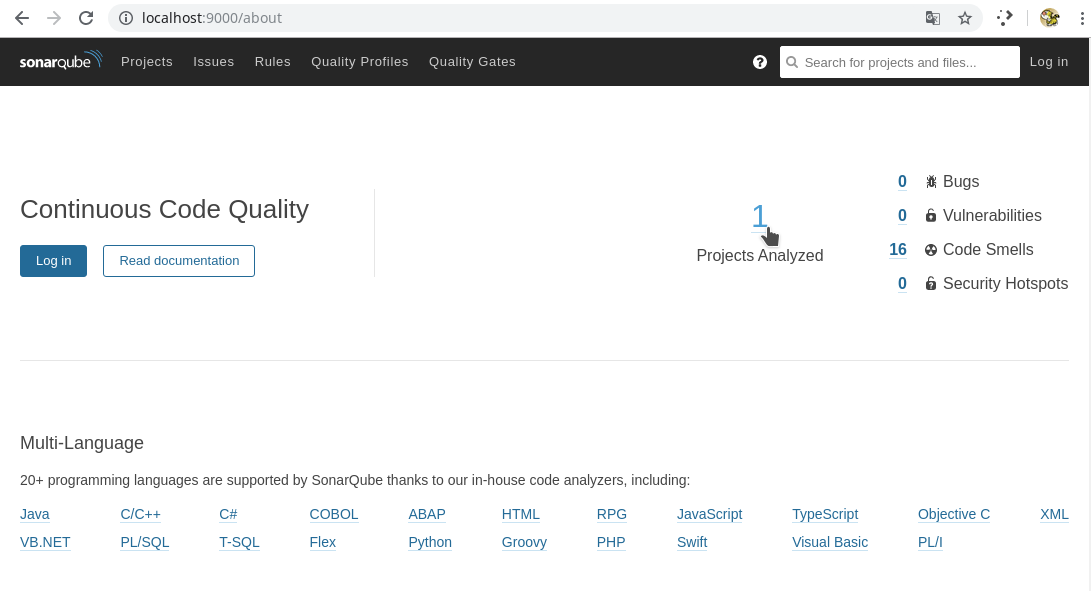 localhost:9000/about
sonarqube Projects Issues Rules Quality Profiles Quality Gates ? Search for projects and files... Log in
Continuous Code Quality
Log in Read documentation
1
Projects Analyzed
0 Bugs
0 Vulnerabilities
16 Code Smells
0 Security Hotspots
Multi-Language
20+ programming languages are supported by SonarQube thanks to our in-house code analyzers, including:
Java C/C++ C# COBOL ABAP HTML RPG JavaScript TypeScript Objective C XML
VB.NET PL/SQL T-SQL Flex Python Groovy PHP Swift Visual Basic PL/I